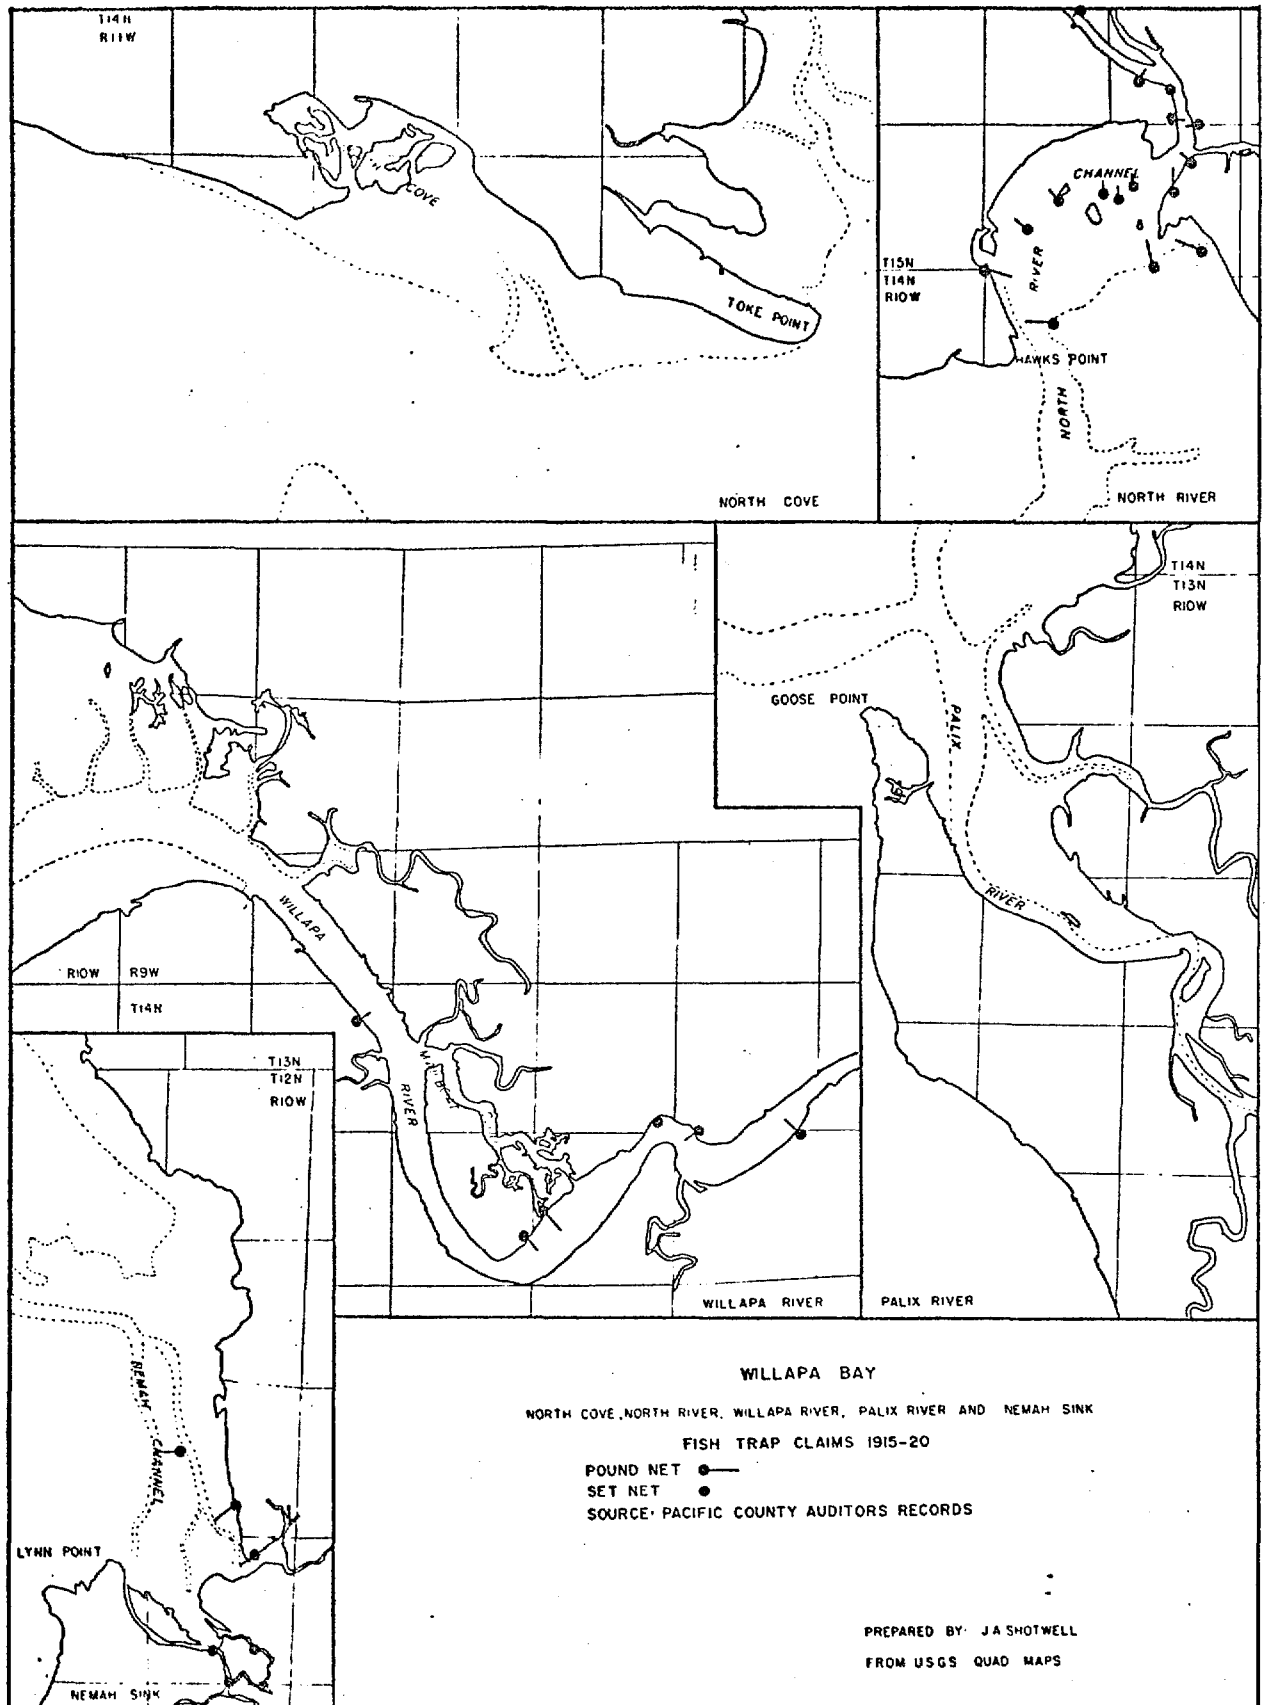 T14N
R11W
COVE
TOKE POINT
NORTH COVE
CHANNEL
RIVER
T15N
T14N
R10W
HAWKS POINT
NORTH
NORTH RIVER
WILLAPA
RIVER
R10W R9W
T14N
WILLAPA RIVER
T14N
T13N
R10W
GOOSE POINT
PALIX
RIVER
PALIX RIVER
T13N
T12N
R10W
NEMAH
CHANNEL
LYNN POINT
NEMAH SINK
WILLAPA BAY
NORTH COVE, NORTH RIVER, WILLAPA RIVER, PALIX RIVER AND NEMAH SINK
FISH TRAP CLAIMS 1915-20
POUND NET
SET NET
SOURCE: PACIFIC COUNTY AUDITORS RECORDS
PREPARED BY: J A SHOTWELL
FROM USGS QUAD MAPS